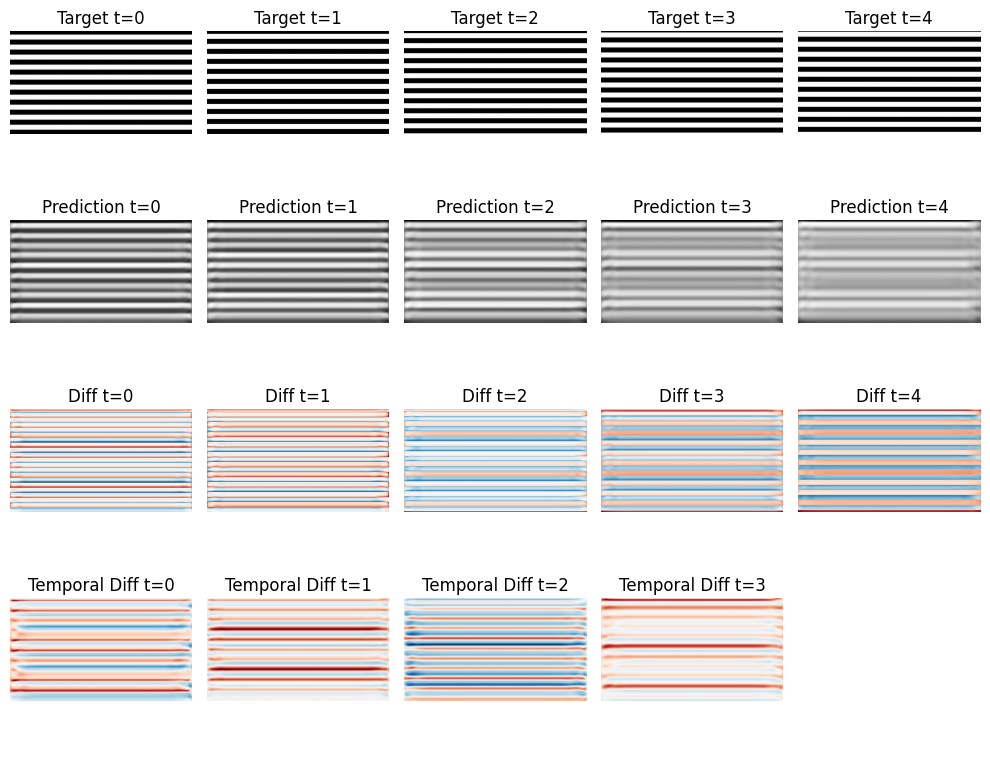 Target t=0 Target t=1 Target t=2 Target t=3 Target t=4
Prediction t=0 Prediction t=1 Prediction t=2 Prediction t=3 Prediction t=4
Diff t=0 Diff t=1 Diff t=2 Diff t=3 Diff t=4
Temporal Diff t=0 Temporal Diff t=1 Temporal Diff t=2 Temporal Diff t=3